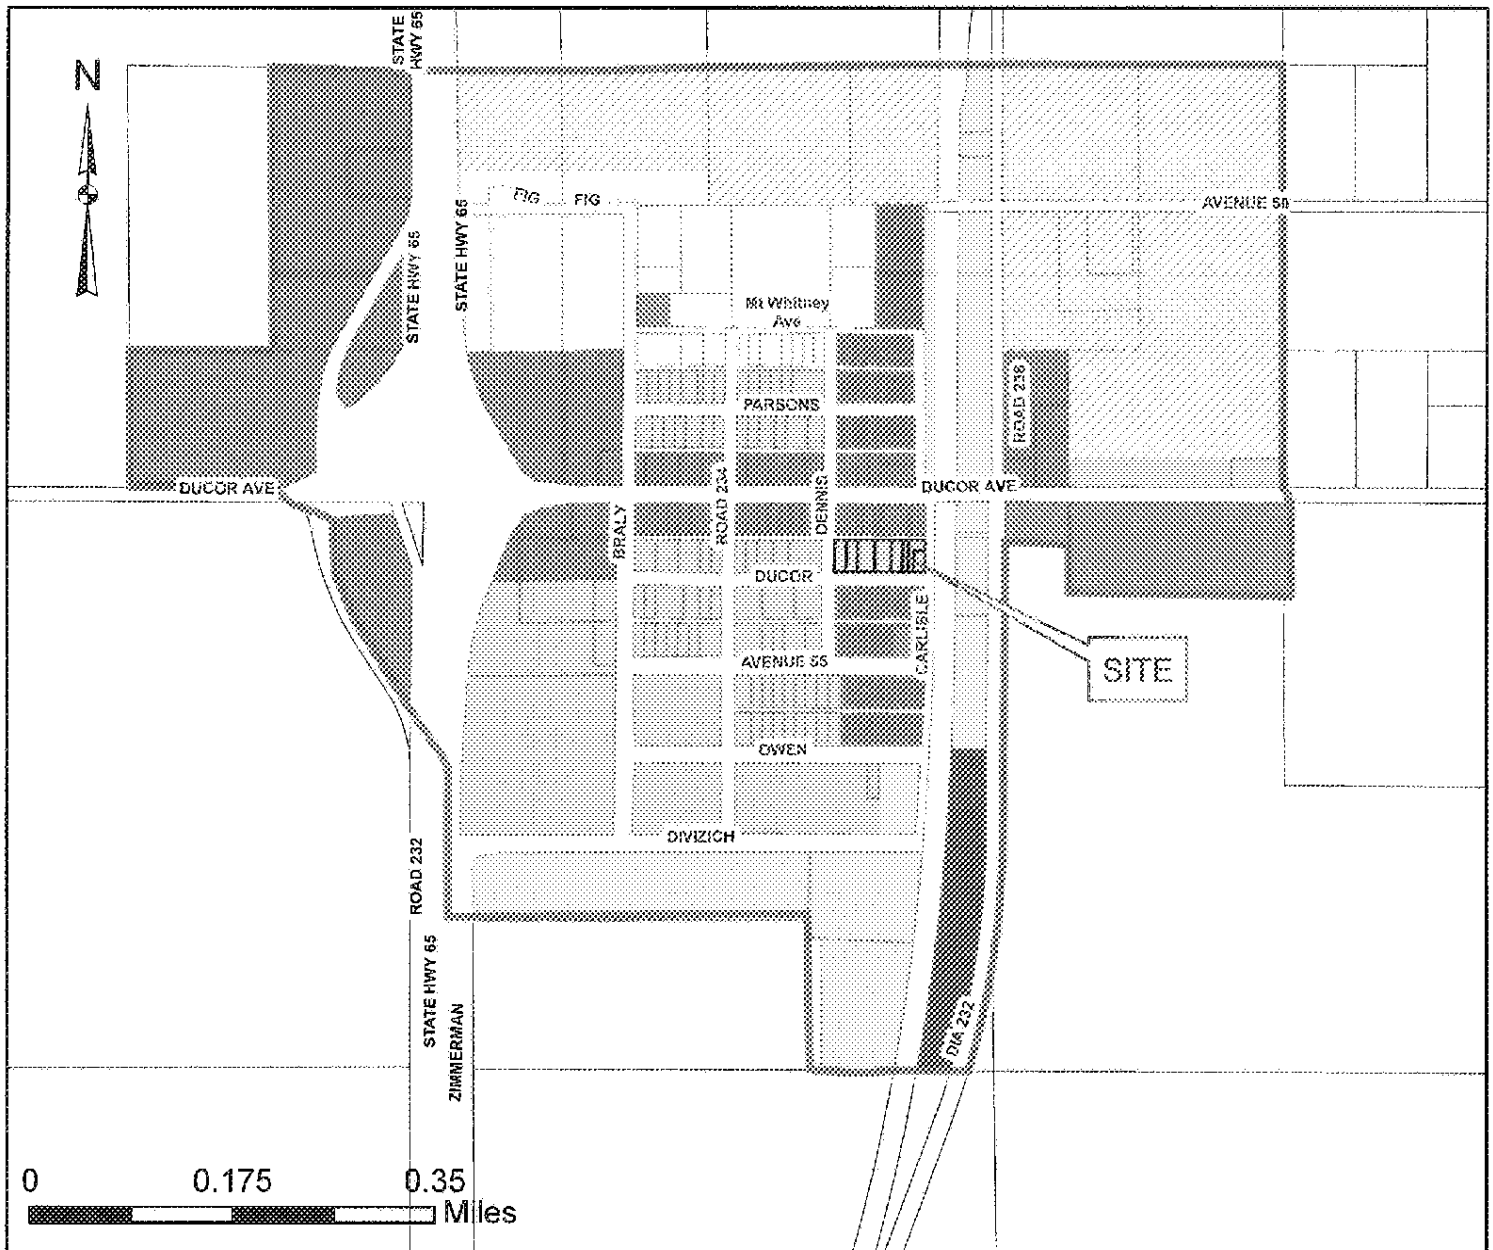 STATE
HWY 65
N
FIG
FIG
AVENUE 56
STATE HWY 65
STATE HWY 65
Mt Whitney
Ave
PARSONS
ROAD 236
DUCOR AVE
ROAD 234
DENNIS
DUCOR AVE
BRALY
DUCOR
CARLISLE
AVENUE 55
SITE
OWEN
DIVIZICH
ROAD 232
STATE HWY 65
ZIMMERMAN
DIA 232
0
0.175
0.35
Miles